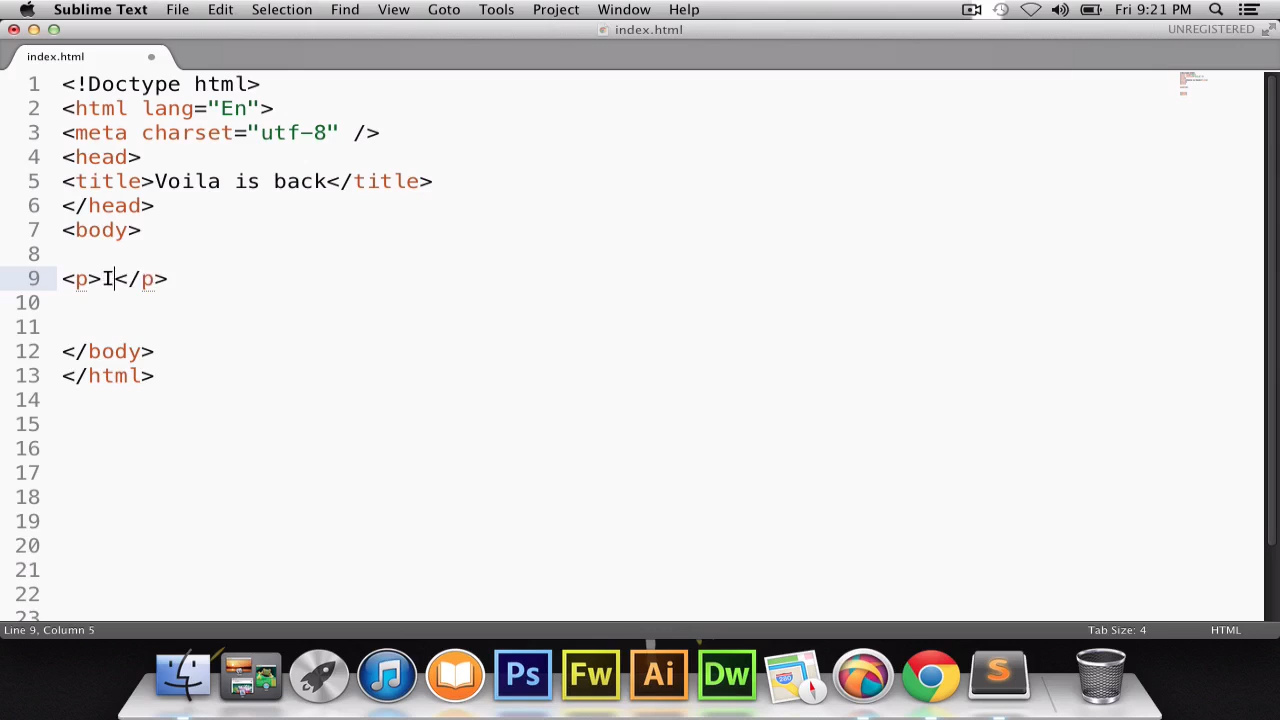 Sublime Text File Edit Selection Find View Goto Tools Project Window Help Fri 9:21 PM
index.html UNREGISTERED
index.html
1 <!Doctype html>
2 <html lang="En">
3 <meta charset="utf-8" />
4 <head>
5 <title>Voila is back</title>
6 </head>
7 <body>
8
9 <p>I</p>
10
11
12 </body>
13 </html>
14
15
16
17
18
19
20
21
22
23
Line 9, Column 5 Tab Size: 4 HTML
Ps Fw Ai Dw 280 S